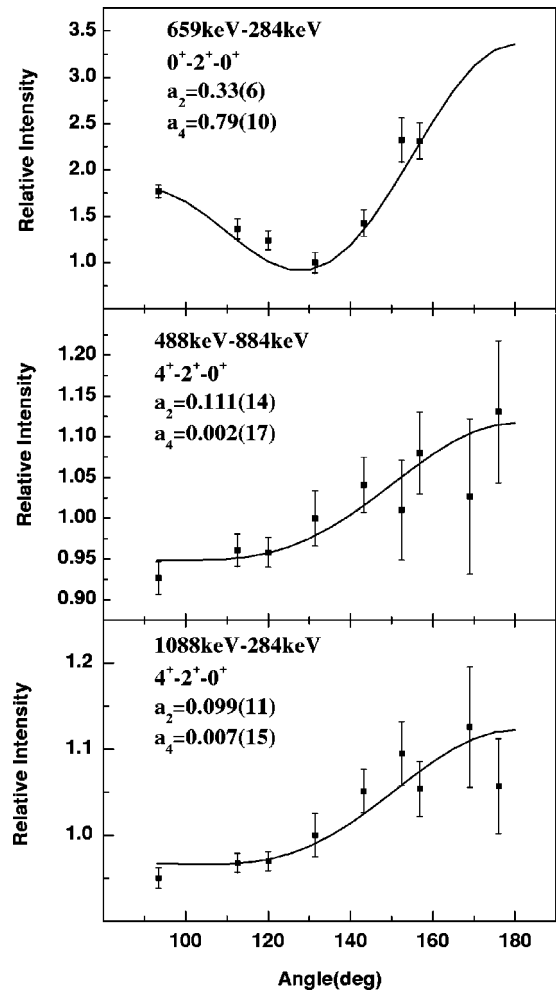 659keV-284keV
0⁺-2⁺-0⁺
a₂=0.33(6)
a₄=0.79(10)
Relative Intensity
3.5
3.0
2.5
2.0
1.5
1.0
488keV-884keV
4⁺-2⁺-0⁺
a₂=0.111(14)
a₄=0.002(17)
Relative Intensity
1.20
1.15
1.10
1.05
1.00
0.95
0.90
1088keV-284keV
4⁺-2⁺-0⁺
a₂=0.099(11)
a₄=0.007(15)
Relative Intensity
1.2
1.1
1.0
100 120 140 160 180
Angle(deg)